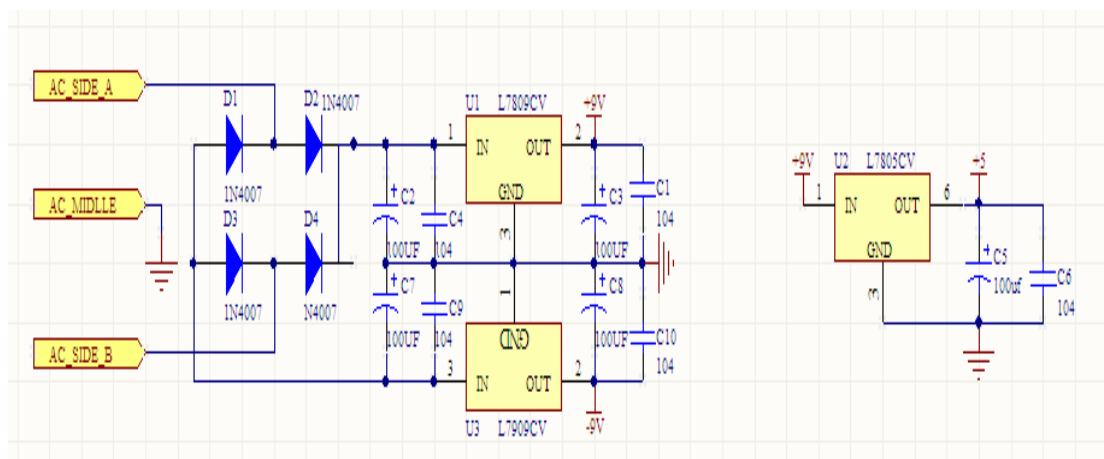 AC_SIDE_A
D1
D2
1N4007
1N4007
AC_MIDLLE
D3
D4
1N4007
N4007
AC_SIDE_B
U1
L7809CV
1
IN
OUT
2
GND
3
+9V
C2
100UF
C4
104
C3
100UF
C1
104
C7
100UF
C9
104
C8
100UF
C10
104
1
GND
3
IN
OUT
2
U3
L7909CV
-9V
+9V
U2
L7805CV
1
IN
OUT
6
GND
3
+5
C5
100uf
C6
104